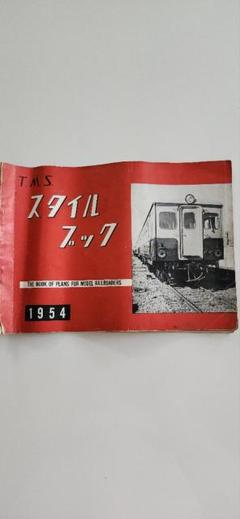 T.M.S.
スタイル
ブック
THE BOOK OF PLANS FOR MODEL RAILROADERS
1954